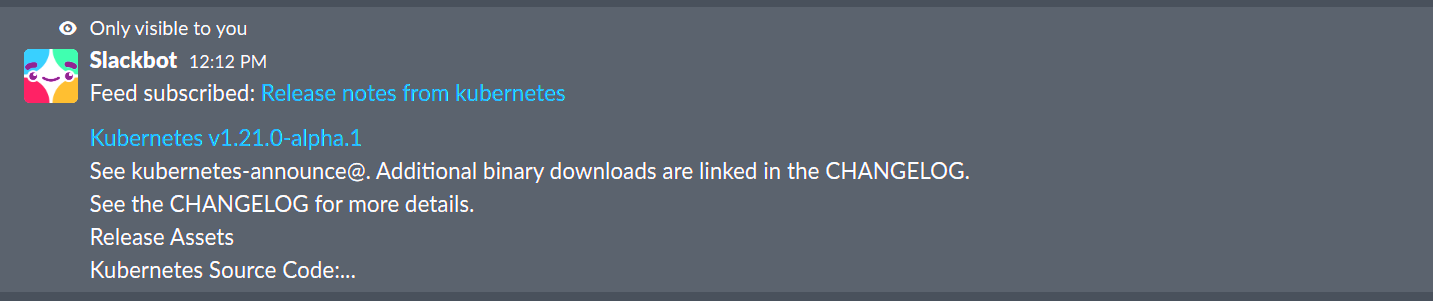 Only visible to you
Slackbot 12:12 PM
Feed subscribed: Release notes from kubernetes
Kubernetes v1.21.0-alpha.1
See kubernetes-announce@. Additional binary downloads are linked in the CHANGELOG.
See the CHANGELOG for more details.
Release Assets
Kubernetes Source Code:...